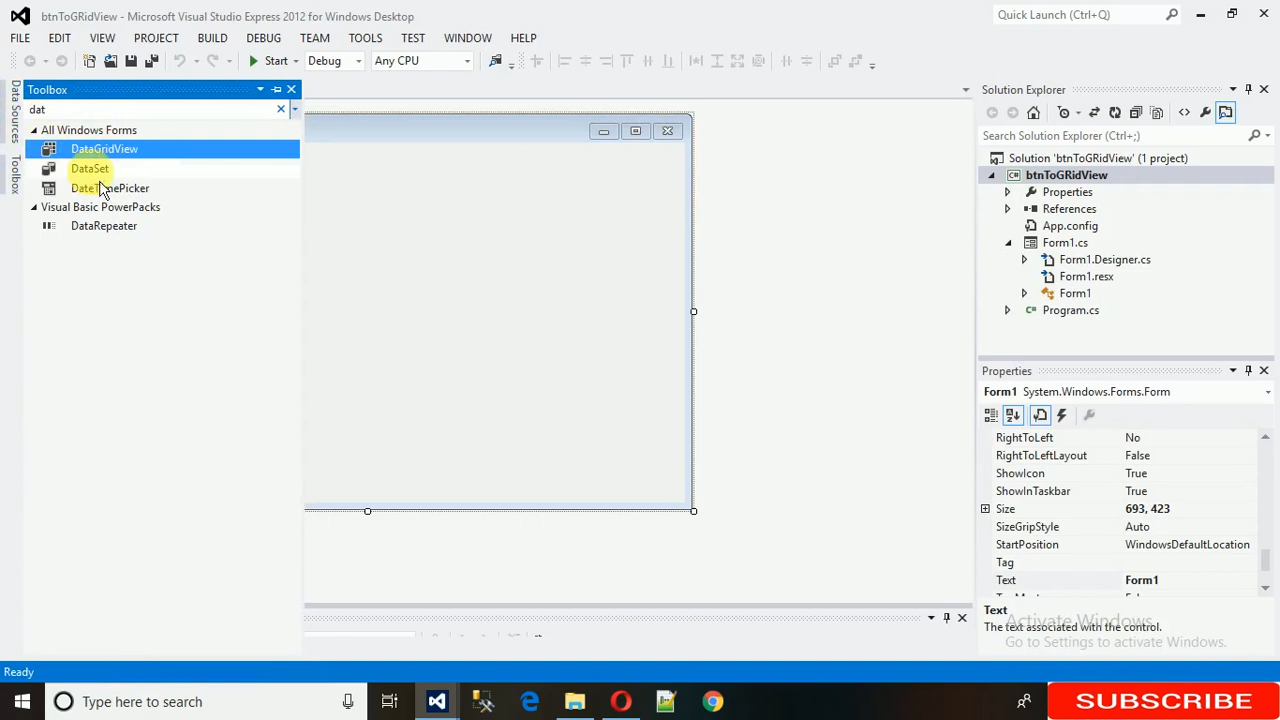 btnToGRidView - Microsoft Visual Studio Express 2012 for Windows Desktop
Quick Launch (Ctrl+Q)
FILE EDIT VIEW PROJECT BUILD DEBUG TEAM TOOLS TEST WINDOW HELP
Start Debug Any CPU
Data Sources
Toolbox
Toolbox
dat
All Windows Forms
DataGridView
DataSet
DateTimePicker
Visual Basic PowerPacks
DataRepeater
Solution Explorer
Search Solution Explorer (Ctrl+;)
Solution 'btnToGRidView' (1 project)
C# btnToGRidView
Properties
References
App.config
Form1.cs
Form1.Designer.cs
Form1.resx
Form1
C# Program.cs
Properties
Form1 System.Windows.Forms.Form
RightToLeft No
RightToLeftLayout False
ShowIcon True
ShowInTaskbar True
Size 693, 423
SizeGripStyle Auto
StartPosition WindowsDefaultLocation
Tag
Text Form1
Text
The text associated with the control.
Activate Windows
Go to Settings to activate Windows.
Ready
Type here to search
SUBSCRIBE